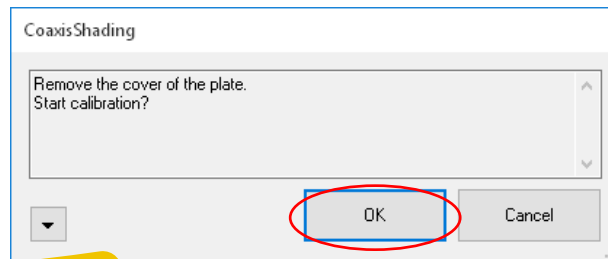 CoaxisShading
Remove the cover of the plate.
Start calibration?
OK
Cancel